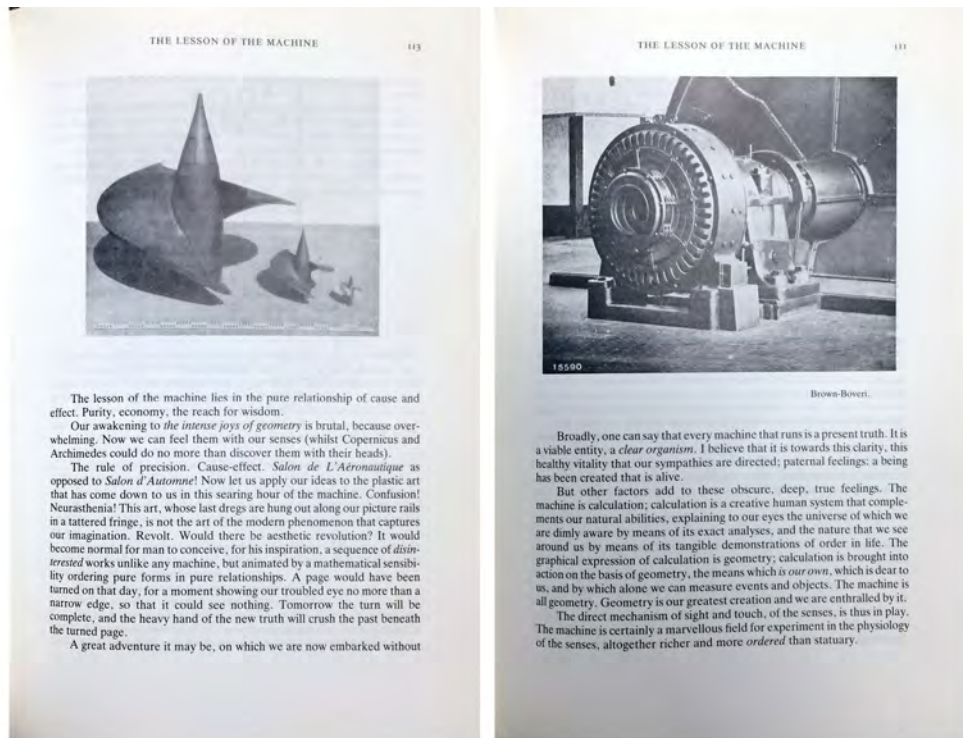 THE LESSON OF THE MACHINE 113
The lesson of the machine lies in the pure relationship of cause and
effect. Purity, economy, the reach for wisdom.
Our awakening to the intense joys of geometry is brutal, because over-
whelming. Now we can feel them with our senses (whilst Copernicus and
Archimedes could do no more than discover them with their heads).
The rule of precision. Cause-effect. Salon de L'Aéronautique as
opposed to Salon d'Automne! Now let us apply our ideas to the plastic art
that has come down to us in this searing hour of the machine. Confusion!
Neurasthenia! This art, whose last dregs are hung out along our picture rails
in a tattered fringe, is not the art of the modern phenomenon that captures
our imagination. Revolt. Would there be aesthetic revolution? It would
become normal for man to conceive, for his inspiration, a sequence of disin-
terested works unlike any machine, but animated by a mathematical sensibi-
lity ordering pure forms in pure relationships. A page would have been
turned on that day, for a moment showing our troubled eye no more than a
narrow edge, so that it could see nothing. Tomorrow the turn will be
complete, and the heavy hand of the new truth will crush the past beneath
the turned page.
A great adventure it may be, on which we are now embarked without
THE LESSON OF THE MACHINE 111
15590
Brown-Boveri.
Broadly, one can say that every machine that runs is a present truth. It is
a viable entity, a clear organism. I believe that it is towards this clarity, this
healthy vitality that our sympathies are directed; paternal feelings: a being
has been created that is alive.
But other factors add to these obscure, deep, true feelings. The
machine is calculation; calculation is a creative human system that comple-
ments our natural abilities, explaining to our eyes the universe of which we
are dimly aware by means of its exact analyses, and the nature that we see
around us by means of its tangible demonstrations of order in life. The
graphical expression of calculation is geometry; calculation is brought into
action on the basis of geometry, the means which is our own, which is dear to
us, and by which alone we can measure events and objects. The machine is
all geometry. Geometry is our greatest creation and we are enthralled by it.
The direct mechanism of sight and touch, of the senses, is thus in play.
The machine is certainly a marvellous field for experiment in the physiology
of the senses, altogether richer and more ordered than statuary.